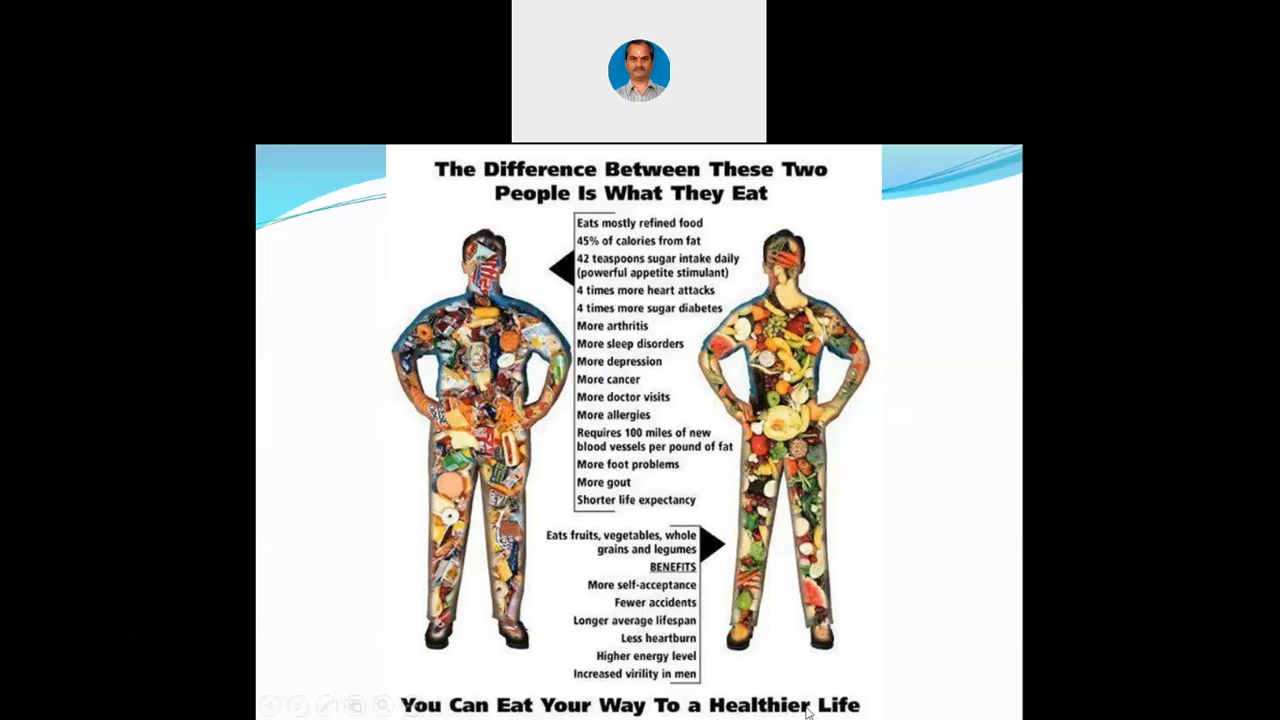 The Difference Between These Two
People Is What They Eat
Eats mostly refined food
45% of calories from fat
42 teaspoons sugar intake daily
(powerful appetite stimulant)
4 times more heart attacks
4 times more sugar diabetes
More arthritis
More sleep disorders
More depression
More cancer
More doctor visits
More allergies
Requires 100 miles of new
blood vessels per pound of fat
More foot problems
More gout
Shorter life expectancy
Eats fruits, vegetables, whole
grains and legumes
BENEFITS
More self-acceptance
Fewer accidents
Longer average lifespan
Less heartburn
Higher energy level
Increased virility in men
You Can Eat Your Way To a Healthier Life